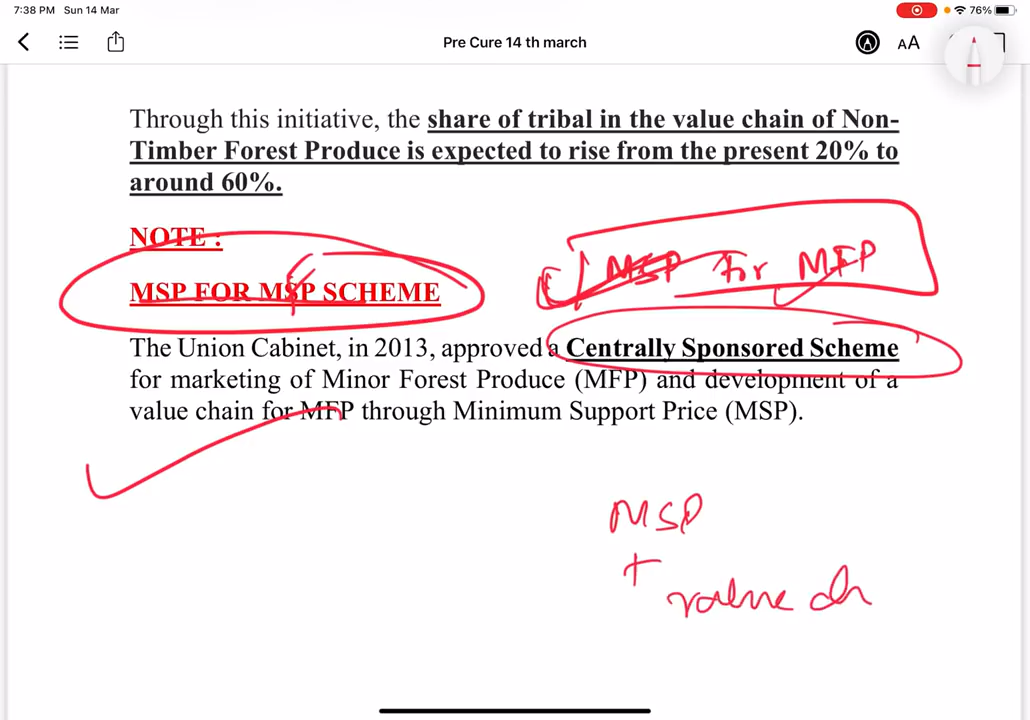 7:38 PM Sun 14 Mar
76%
Pre Cure 14 th march
AA
Through this initiative, the share of tribal in the value chain of Non-
Timber Forest Produce is expected to rise from the present 20% to
around 60%.
NOTE :
MSP for MFP
MSP FOR MSP SCHEME
The Union Cabinet, in 2013, approved a Centrally Sponsored Scheme
for marketing of Minor Forest Produce (MFP) and development of a
value chain for MFP through Minimum Support Price (MSP).
MSP
+
value ch